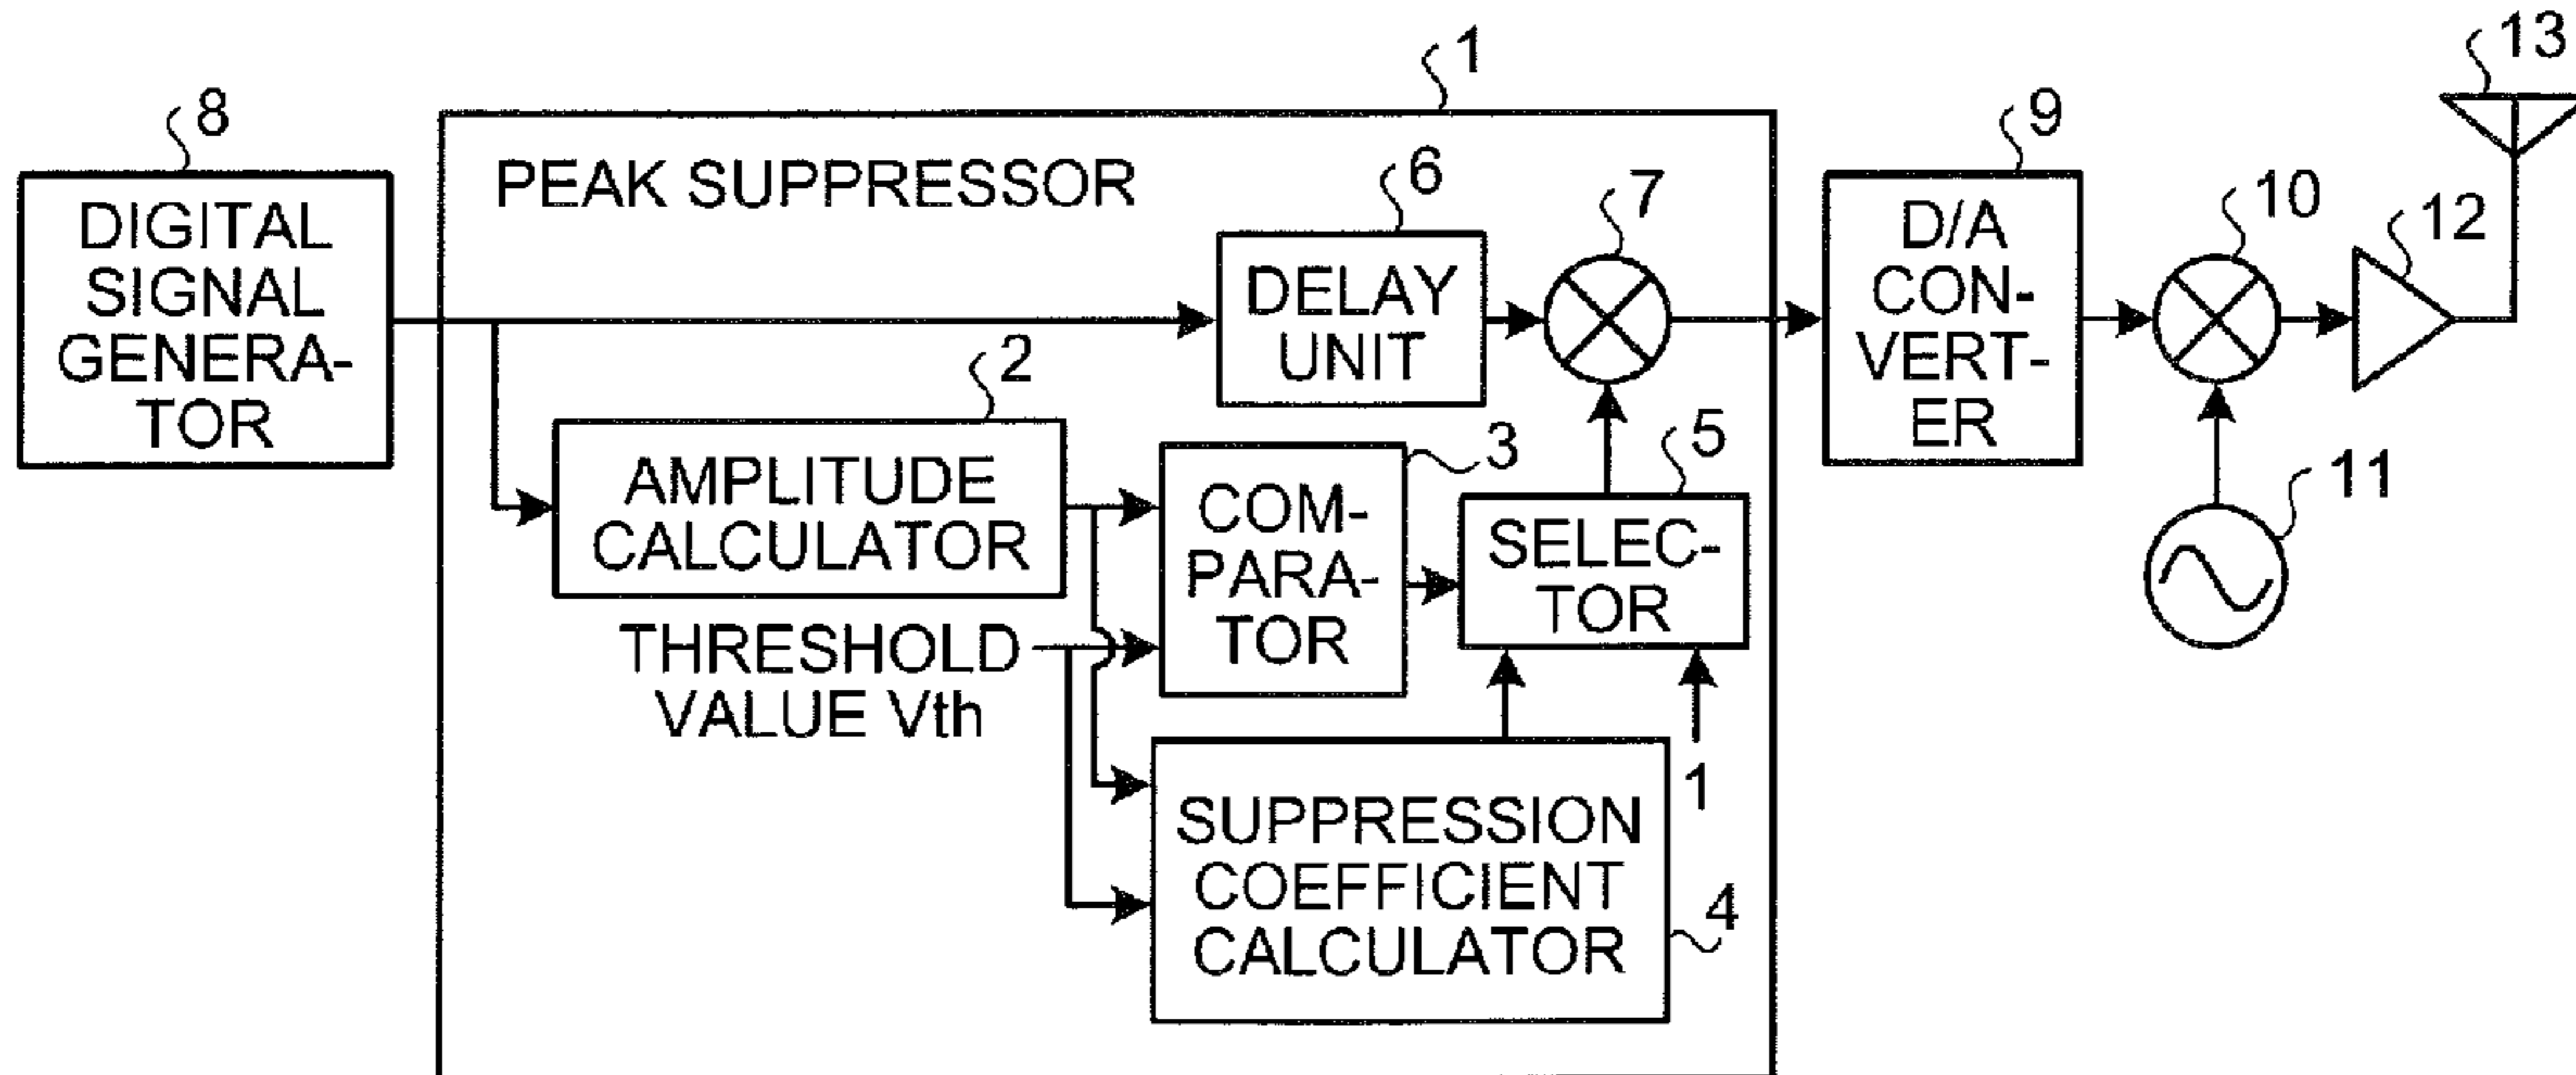 1
13
8
9
PEAK SUPPRESSOR
6
7
10
12
DIGITAL
SIGNAL
GENERA-
TOR
DELAY
UNIT
D/A
CON-
VERT-
ER
2
3
5
11
AMPLITUDE
CALCULATOR
COM-
PARA-
TOR
SELEC-
TOR
THRESHOLD
VALUE Vth
1
SUPPRESSION
COEFFICIENT
CALCULATOR
4